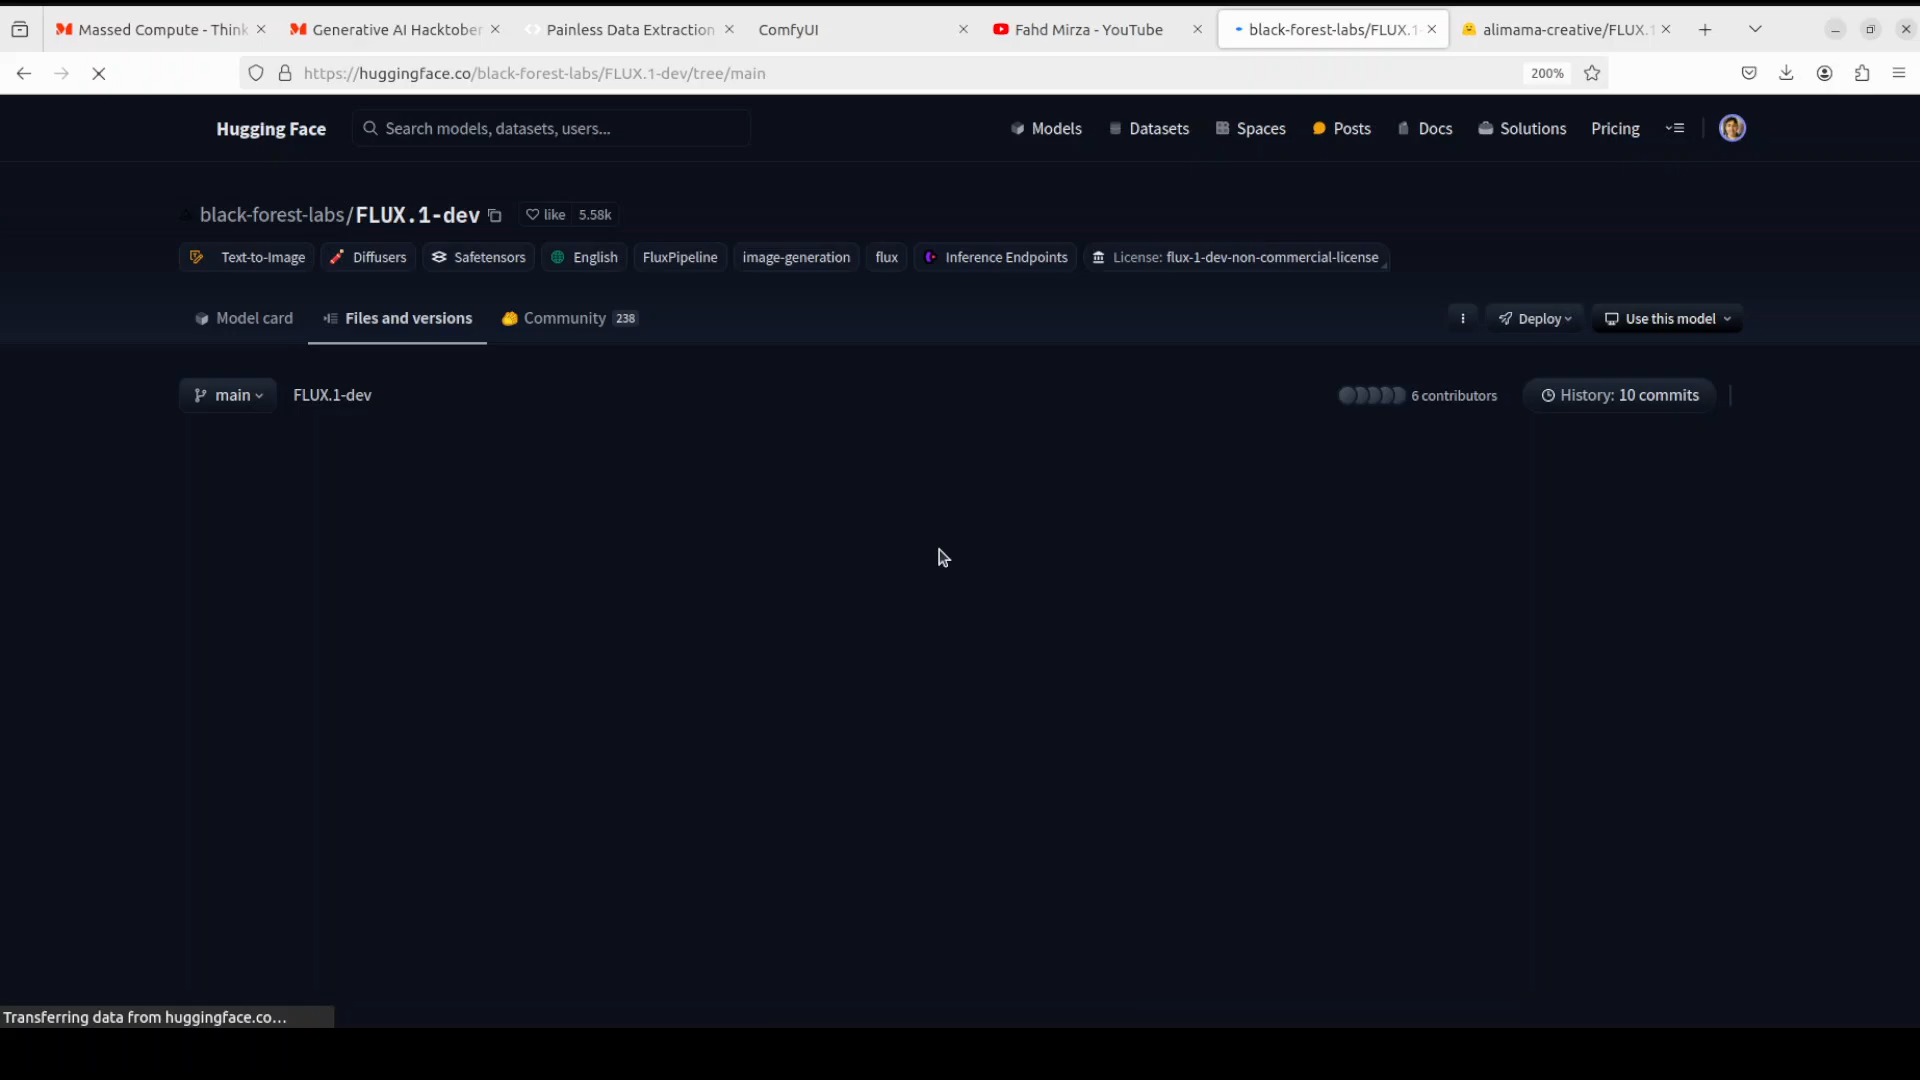 Massed Compute - Think
Generative AI Hacktober
Painless Data Extraction
ComfyUI
Fahd Mirza - YouTube
black-forest-labs/FLUX.1-
alimama-creative/FLUX.1
https://huggingface.co/black-forest-labs/FLUX.1-dev/tree/main
200%
Hugging Face
Search models, datasets, users...
Models
Datasets
Spaces
Posts
Docs
Solutions
Pricing
black-forest-labs/FLUX.1-dev
like 5.58k
Text-to-Image
Diffusers
Safetensors
English
FluxPipeline
image-generation
flux
Inference Endpoints
License: flux-1-dev-non-commercial-license
Model card
Files and versions
Community 238
Deploy
Use this model
main
FLUX.1-dev
6 contributors
History: 10 commits
Transferring data from huggingface.co...